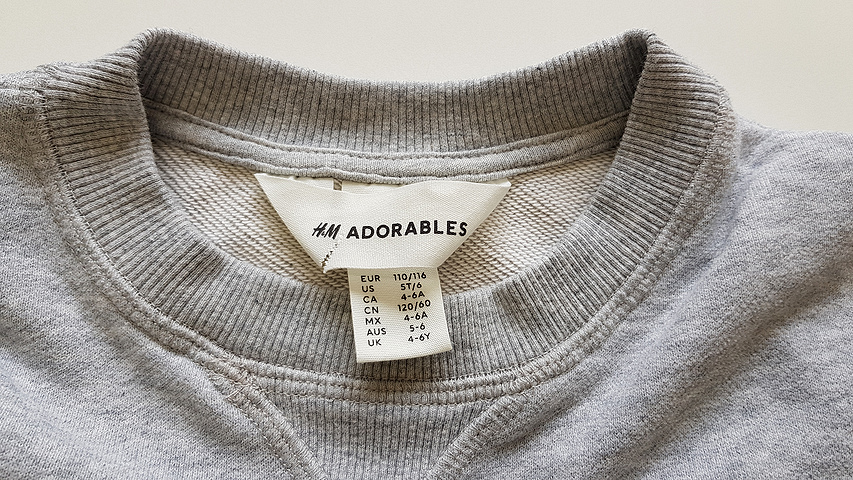 H&M ADORABLES
EUR 110/116
US 5T/6
CA 4-6A
CN 120/60
MX 4-6A
AUS 5-6
UK 4-6Y